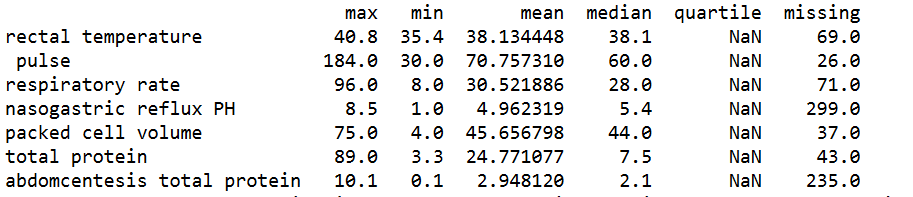 max min mean median quartile missing
rectal temperature 40.8 35.4 38.134448 38.1 NaN 69.0
pulse 184.0 30.0 70.757310 60.0 NaN 26.0
respiratory rate 96.0 8.0 30.521886 28.0 NaN 71.0
nasogastric reflux PH 8.5 1.0 4.962319 5.4 NaN 299.0
packed cell volume 75.0 4.0 45.656798 44.0 NaN 37.0
total protein 89.0 3.3 24.771077 7.5 NaN 43.0
abdomcentesis total protein 10.1 0.1 2.948120 2.1 NaN 235.0